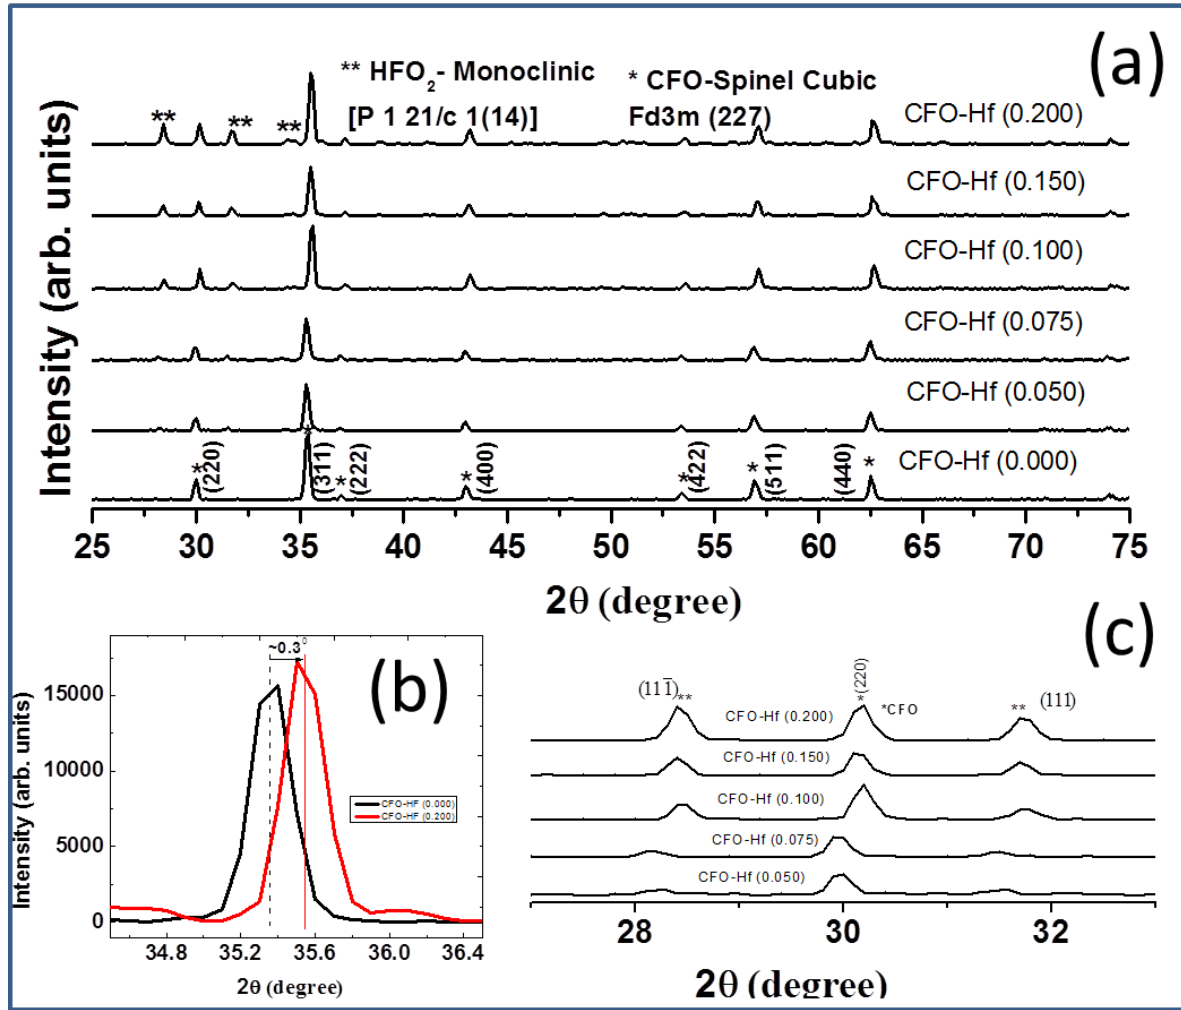 (a)
** HFO2- Monoclinic
[P 1 21/c 1(14)]
* CFO-Spinel Cubic
Fd3m (227)
** ** **
CFO-Hf (0.200)
CFO-Hf (0.150)
CFO-Hf (0.100)
CFO-Hf (0.075)
CFO-Hf (0.050)
CFO-Hf (0.000)
* * * * * * *
(220) (311) (222) (400) (422) (511) (440)
Intensity (arb. units)
25 30 35 40 45 50 55 60 65 70 75
2θ (degree)
(b)
~0.3⁰
Intensity (arb. units)
15000
10000
5000
0
CFO-HF (0.000)
CFO-HF (0.200)
34.8 35.2 35.6 36.0 36.4
2θ (degree)
(c)
(111̅) ** *(220) *CFO ** (111)
CFO-Hf (0.200)
CFO-Hf (0.150)
CFO-Hf (0.100)
CFO-Hf (0.075)
CFO-Hf (0.050)
28 30 32
2θ (degree)